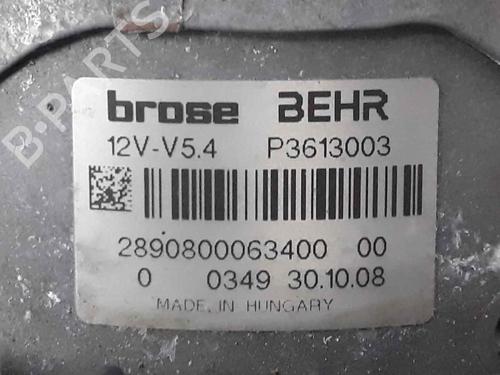 B-PARTS
brose BEHR
12V-V5.4 P3613003
2890800063400 00
0 0349 30.10.08
MADE IN HUNGARY